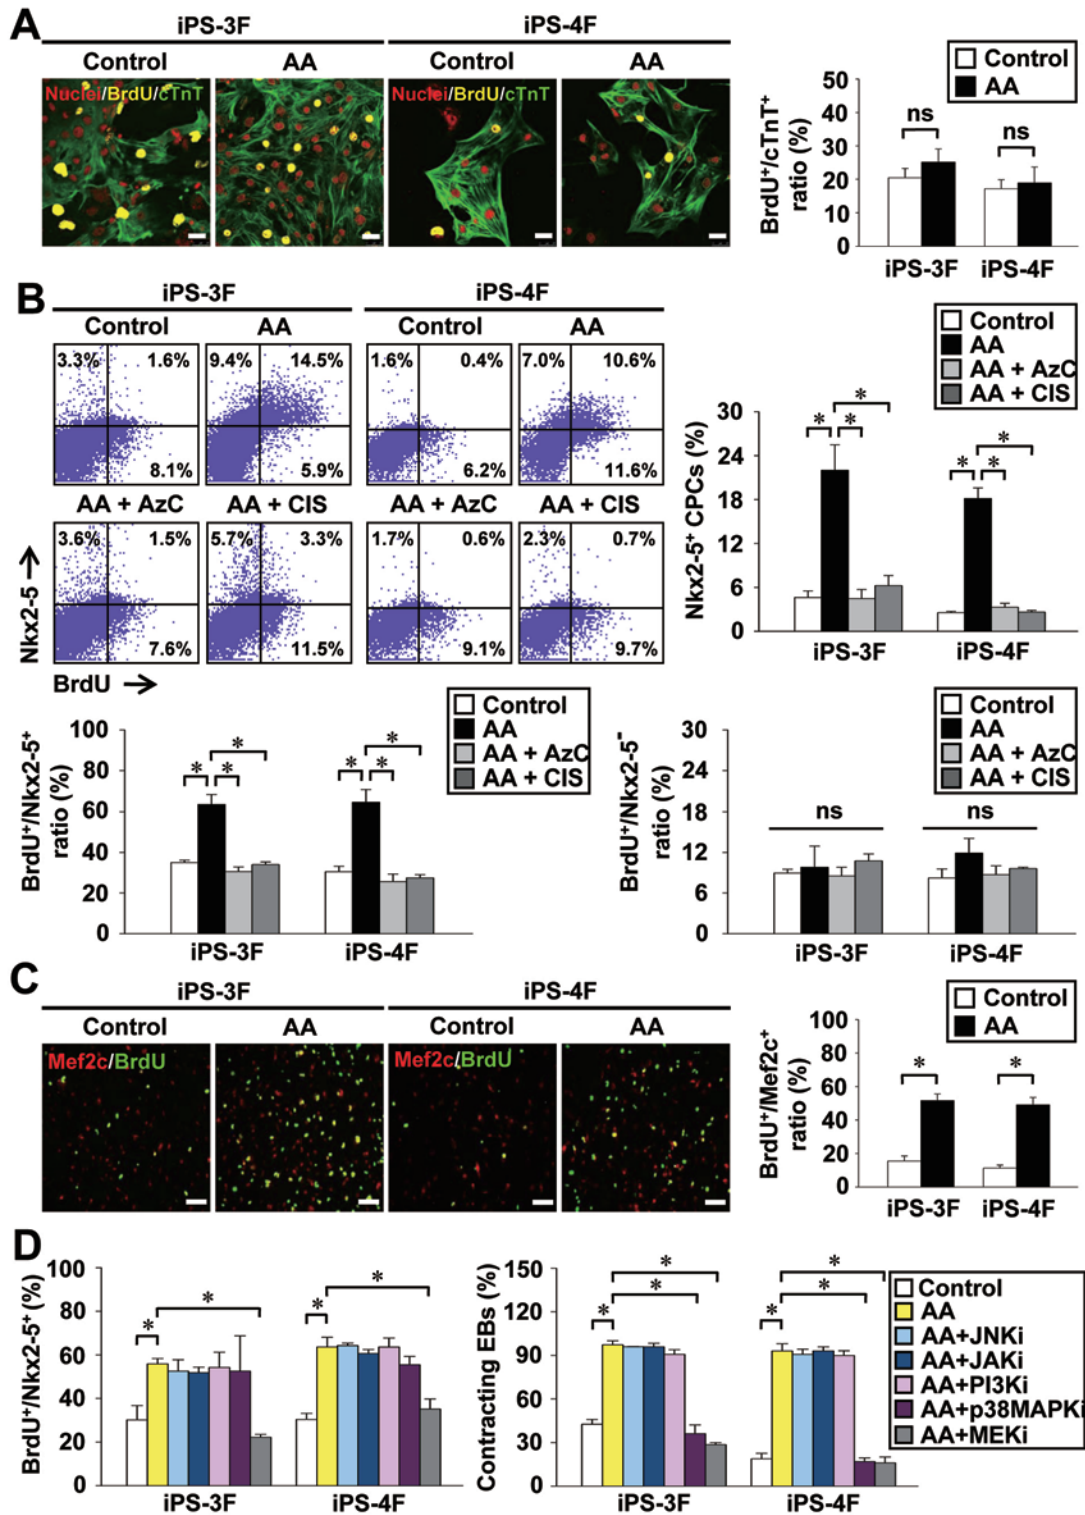 A
iPS-3F
iPS-4F
Control
AA
Control
AA
Nuclei/BrdU/cTnT
Nuclei/BrdU/cTnT
Control
AA
BrdU⁺/cTnT⁺
ratio (%)
50
40
30
20
10
0
ns
ns
iPS-3F
iPS-4F
B
iPS-3F
iPS-4F
Control
AA
Control
AA
3.3%
1.6%
8.1%
9.4%
14.5%
5.9%
1.6%
0.4%
6.2%
7.0%
10.6%
11.6%
AA + AzC
AA + CIS
AA + AzC
AA + CIS
3.6%
1.5%
7.6%
5.7%
3.3%
11.5%
1.7%
0.6%
9.1%
2.3%
0.7%
9.7%
Nkx2-5 →
BrdU →
Control
AA
AA + AzC
AA + CIS
Nkx2-5⁺ CPCs (%)
30
24
18
12
6
0
* * *
* * *
iPS-3F
iPS-4F
Control
AA
AA + AzC
AA + CIS
BrdU⁺/Nkx2-5⁺
ratio (%)
100
80
60
40
20
0
* * *
* * *
iPS-3F
iPS-4F
Control
AA
AA + AzC
AA + CIS
BrdU⁺/Nkx2-5⁻
ratio (%)
30
24
18
12
6
0
ns
ns
iPS-3F
iPS-4F
C
iPS-3F
iPS-4F
Control
AA
Control
AA
Mef2c/BrdU
Mef2c/BrdU
Control
AA
BrdU⁺/Mef2c⁺
ratio (%)
100
80
60
40
20
0
*
*
iPS-3F
iPS-4F
D
BrdU⁺/Nkx2-5⁺ (%)
100
80
60
40
20
0
* *
* *
iPS-3F
iPS-4F
Contracting EBs (%)
150
120
90
60
30
0
* * *
* * *
iPS-3F
iPS-4F
Control
AA
AA+JNKi
AA+JAKi
AA+PI3Ki
AA+p38MAPKi
AA+MEKi